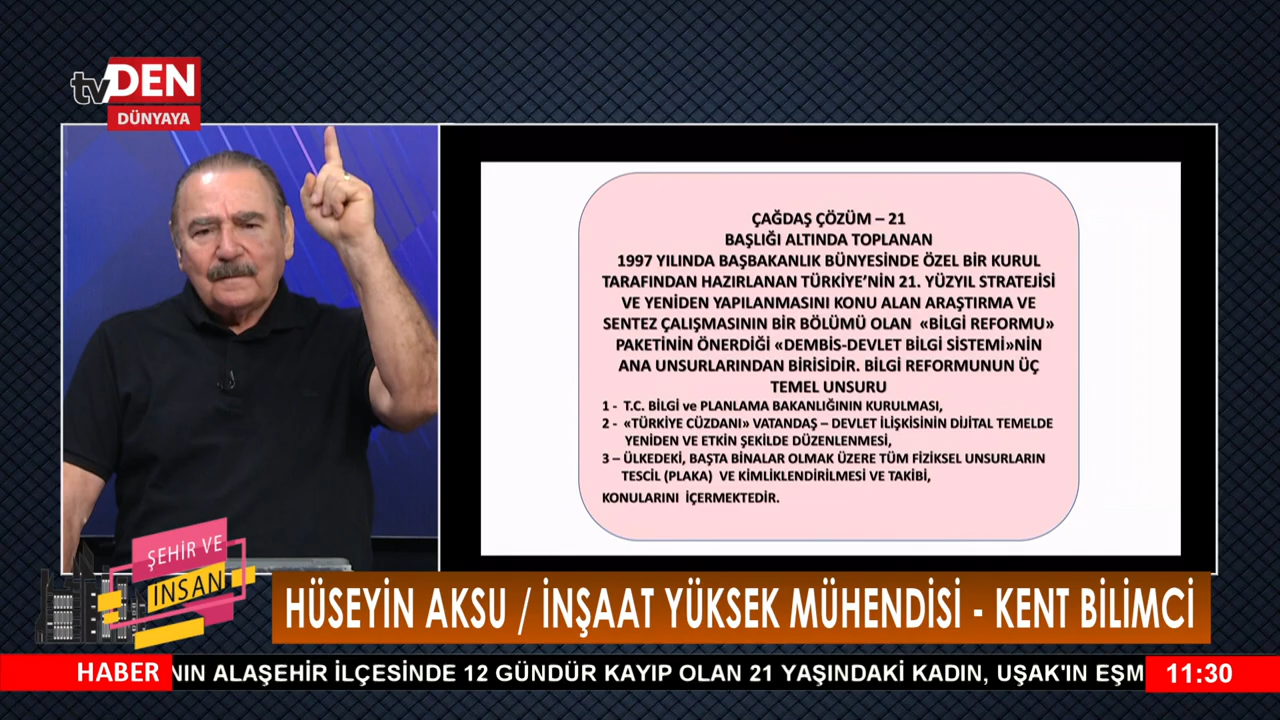 tvDEN
DÜNYAYA
ÇAĞDAŞ ÇÖZÜM – 21
BAŞLIĞI ALTINDA TOPLANAN
1997 YILINDA BAŞBAKANLIK BÜNYESİNDE ÖZEL BİR KURUL
TARAFINDAN HAZIRLANAN TÜRKİYE’NİN 21. YÜZYIL STRATEJİSİ
VE YENİDEN YAPILANMASINI KONU ALAN ARAŞTIRMA VE
SENTEZ ÇALIŞMASININ BİR BÖLÜMÜ OLAN «BİLGİ REFORMU»
PAKETİNİN ÖNERDİĞİ «DEMBİS-DEVLET BİLGİ SİSTEMİ»NİN
ANA UNSURLARINDAN BİRİSİDİR. BİLGİ REFORMUNUN ÜÇ
TEMEL UNSURU
1 - T.C. BİLGİ ve PLANLAMA BAKANLIĞININ KURULMASI,
2 - «TÜRKİYE CÜZDANI» VATANDAŞ – DEVLET İLİŞKİSİNİN DİJİTAL TEMELDE
YENİDEN VE ETKİN ŞEKİLDE DÜZENLENMESİ,
3 – ÜLKEDEKİ, BAŞTA BİNALAR OLMAK ÜZERE TÜM FİZİKSEL UNSURLARIN
TESCİL (PLAKA) VE KİMLİKLENDİRİLMESİ VE TAKİBİ,
KONULARINI İÇERMEKTEDİR.
ŞEHİR VE
İNSAN
HÜSEYİN AKSU / İNŞAAT YÜKSEK MÜHENDİSİ - KENT BİLİMCİ
HABER NIN ALAŞEHİR İLÇESİNDE 12 GÜNDÜR KAYIP OLAN 21 YAŞINDAKİ KADIN, UŞAK'IN EŞM 11:30